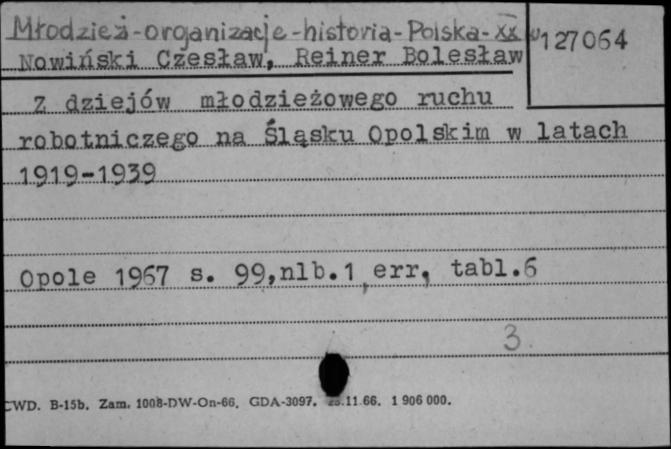 Młodzież-organizacje-historia-Polska-XX w
127064
Nowiński Czesław, Reiner Bolesław
Z dziejów młodzieżowego ruchu
robotniczego na Śląsku Opolskim w latach
1919-1939
Opole 1967 s. 99,nlb.1,err, tabl.6
3
CWD. B-15b. Zam. 1008-DW-On-66. GDA-3097. 11.66. 1 906 000.